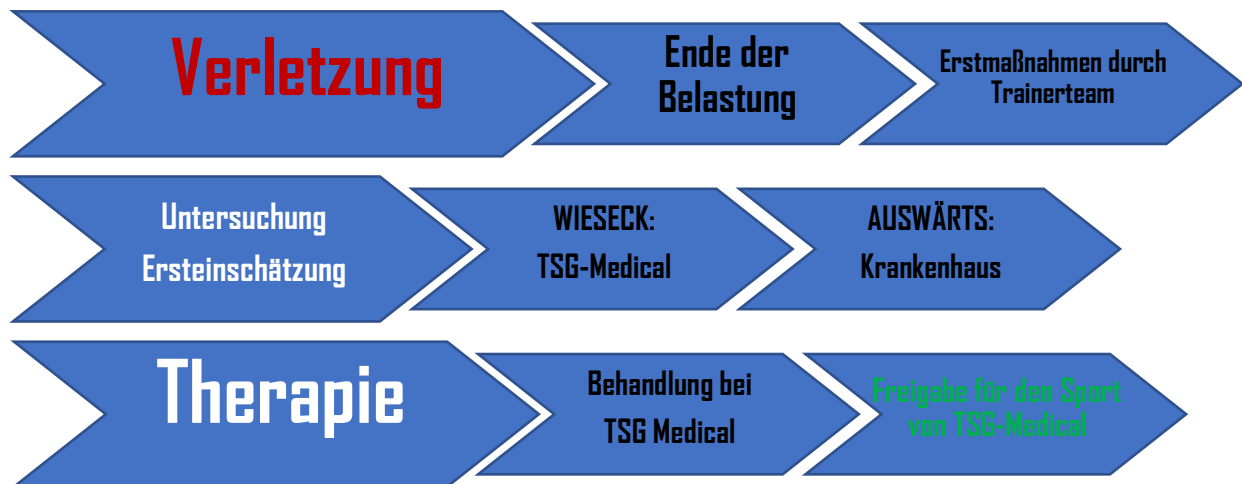 Verletzung
Ende der
Belastung
Erstmaßnahmen durch
Trainerteam
Untersuchung
Ersteinschätzung
WIESECK:
TSG-Medical
AUSWÄRTS:
Krankenhaus
Therapie
Behandlung bei
TSG Medical
Freigabe für den Sport
von TSG-Medical